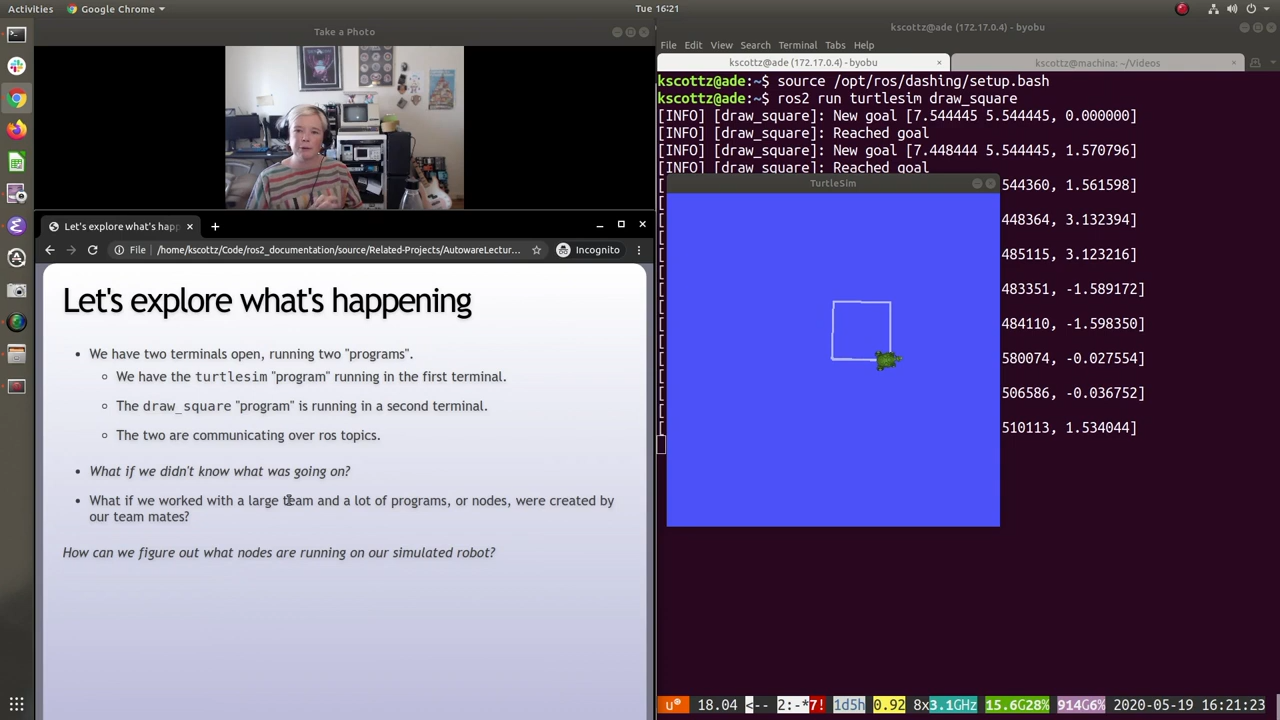 Activities
Google Chrome
Tue 16:21
Take a Photo
kscottz@ade (172.17.0.4) - byobu
File Edit View Search Terminal Tabs Help
kscottz@ade (172.17.0.4) - byobu
kscottz@machina: ~/Videos
kscottz@ade:~$ source /opt/ros/dashing/setup.bash
kscottz@ade:~$ ros2 run turtlesim draw_square
[INFO] [draw_square]: New goal [7.544445 5.544445, 0.000000]
[INFO] [draw_square]: Reached goal
[INFO] [draw_square]: New goal [7.448444 5.544445, 1.570796]
[INFO] [draw_square]: Reached goal
TurtleSim
[ 544360, 1.561598]
[
[ 448364, 3.132394]
[
[ 485115, 3.123216]
[
[ 483351, -1.589172]
[
[ 484110, -1.598350]
[
[ 580074, -0.027554]
[
[ 506586, -0.036752]
[
[ 510113, 1.534044]
Let's explore what's happ
File /home/kscottz/Code/ros2_documentation/source/Related-Projects/AutowareLectur...
Incognito
Let's explore what's happening
We have two terminals open, running two "programs".
We have the turtlesim "program" running in the first terminal.
The draw_square "program" is running in a second terminal.
The two are communicating over ros topics.
What if we didn't know what was going on?
What if we worked with a large team and a lot of programs, or nodes, were created by
our team mates?
How can we figure out what nodes are running on our simulated robot?
18.04 <-- 2:-*7! 1d5h 0.92 8x3.1GHz 15.6G28% 914G6% 2020-05-19 16:21:23